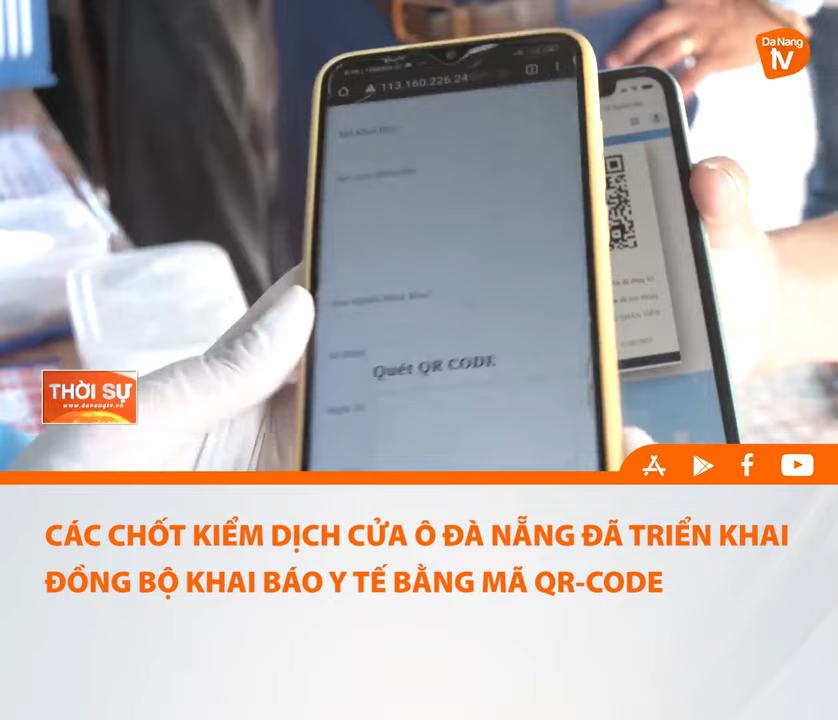 Da Nang
tv
113.160.226.24
Quét QR CODE
THỜI SỰ
www.danangtv.vn
CÁC CHỐT KIỂM DỊCH CỬA Ô ĐÀ NẴNG ĐÃ TRIỂN KHAI
ĐỒNG BỘ KHAI BÁO Y TẾ BẰNG MÃ QR-CODE